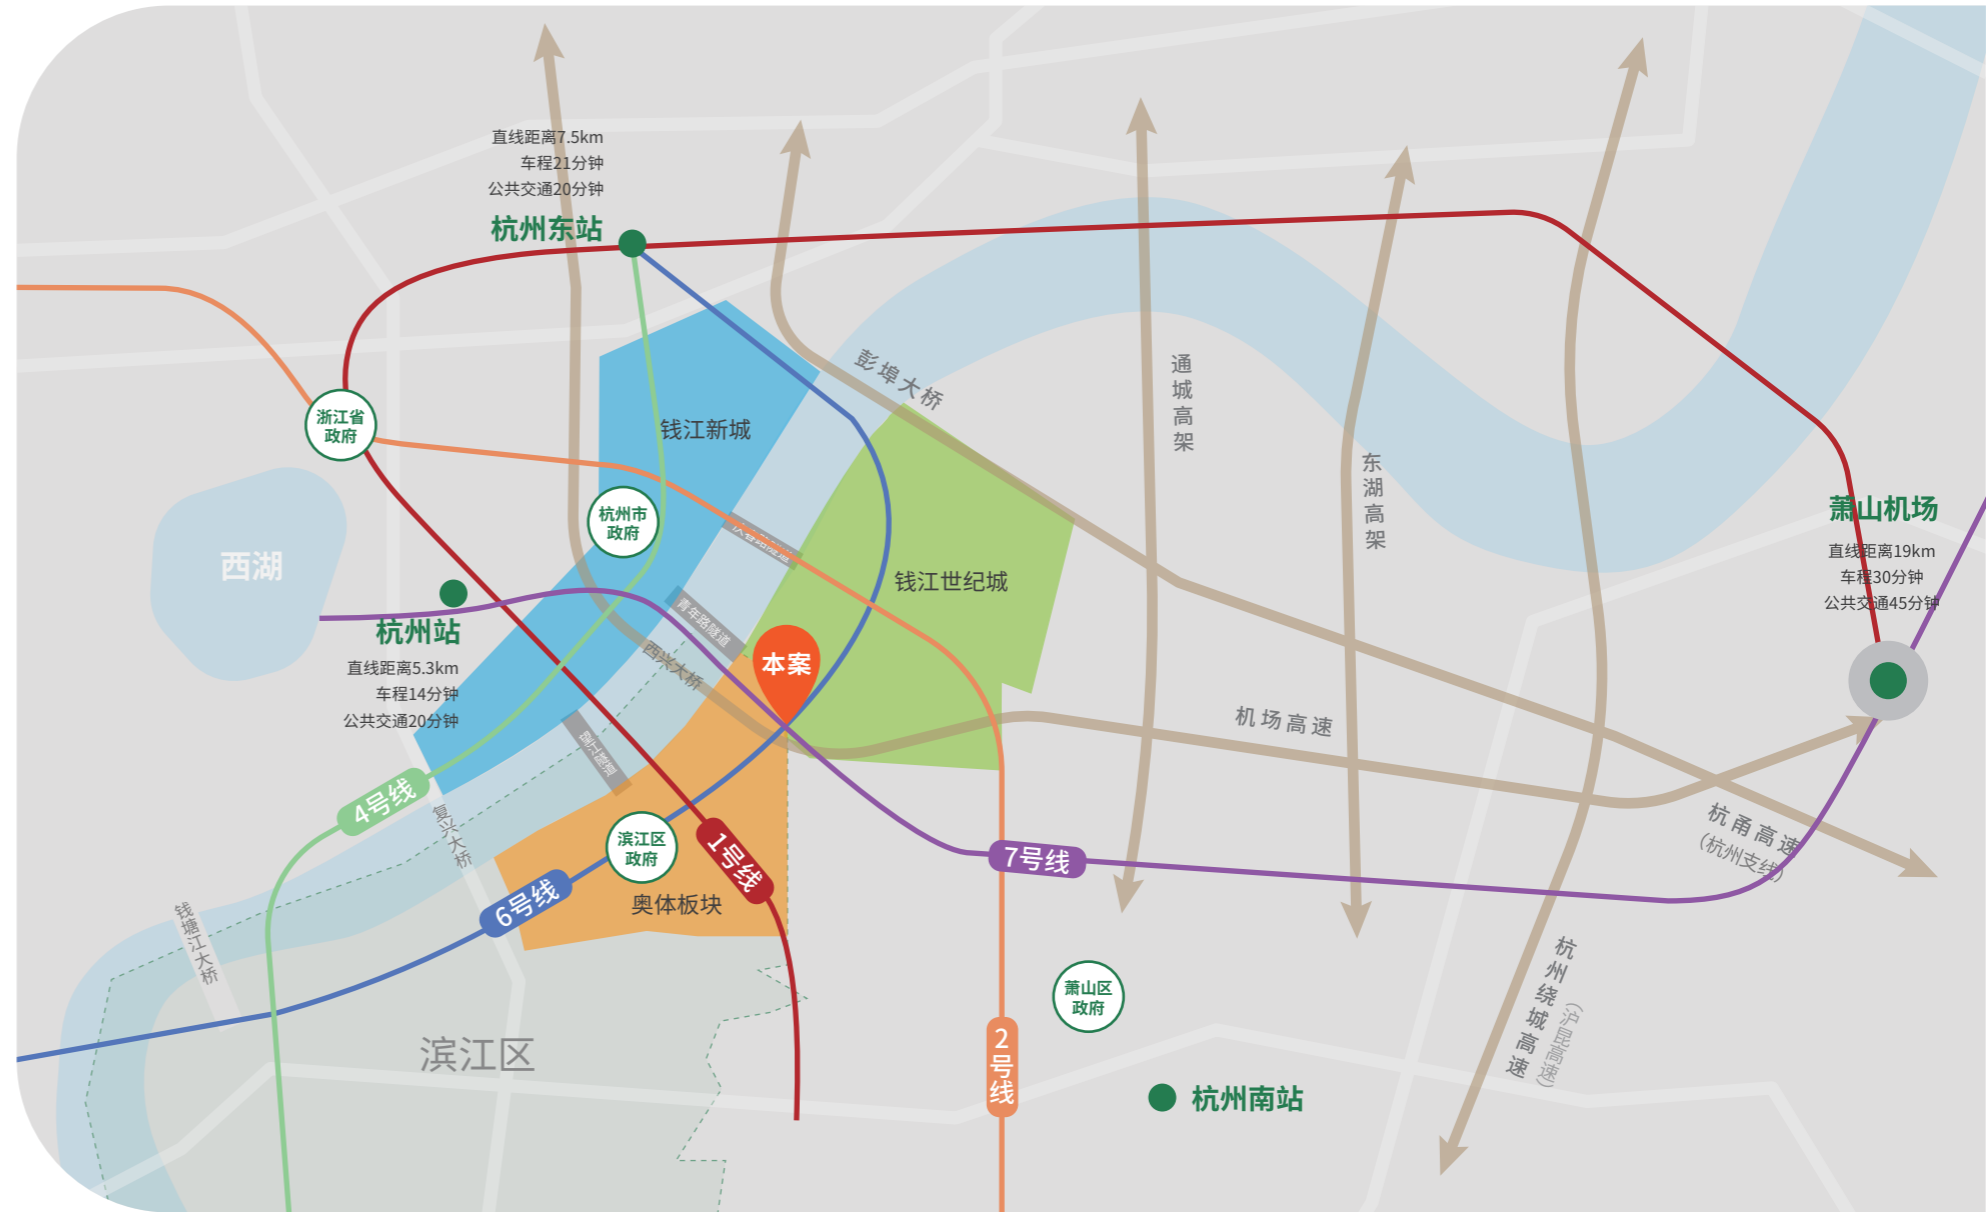 直线距离7.5km
车程21分钟
公共交通20分钟
杭州东站
彭埠大桥
通城高架
浙江省
政府
钱江新城
东湖高架
杭州市
政府
萧山机场
直线距离19km
车程30分钟
公共交通45分钟
西湖
钱江世纪城
杭州站
直线距离5.3km
车程14分钟
公共交通20分钟
青年路隧道
西兴大桥
本案
机场高速
4号线
复兴大桥
杭甬高速
(杭州支线)
滨江区
政府
1号线
7号线
6号线
奥体板块
钱塘江大桥
杭州绕城高速
(沪昆高速)
萧山区
政府
滨江区
2号线
杭州南站